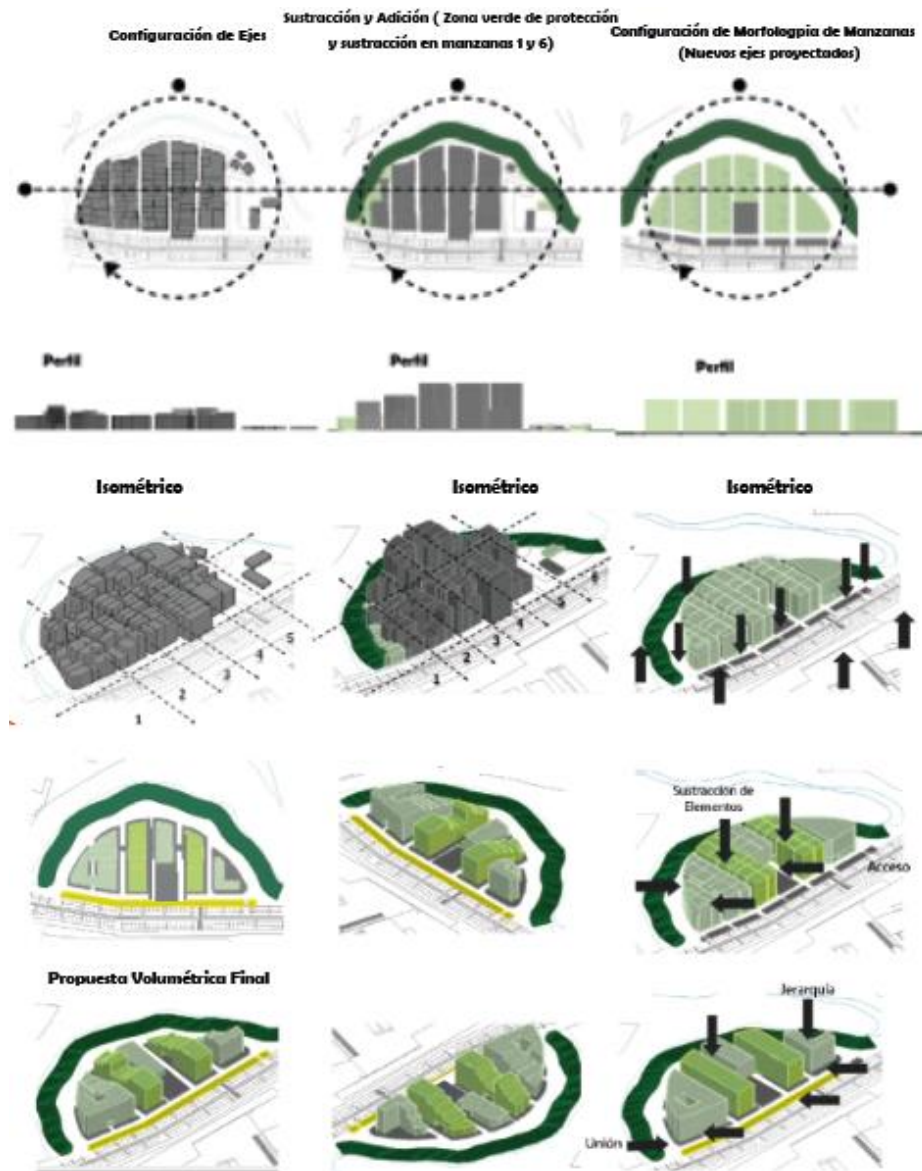 Configuración de Ejes
Sustracción y Adición ( Zona verde de protección
y sustracción en manzanas 1 y 6)
Configuración de Morfologpía de Manzanas
(Nuevos ejes proyectados)
Perfil
Perfil
Perfil
Isométrico
Isométrico
Isométrico
1
2
3
4
5
1
2
3
4
5
6
Sustracción de
Elementos
Acceso
Propuesta Volumétrica Final
Jerarquía
Unión